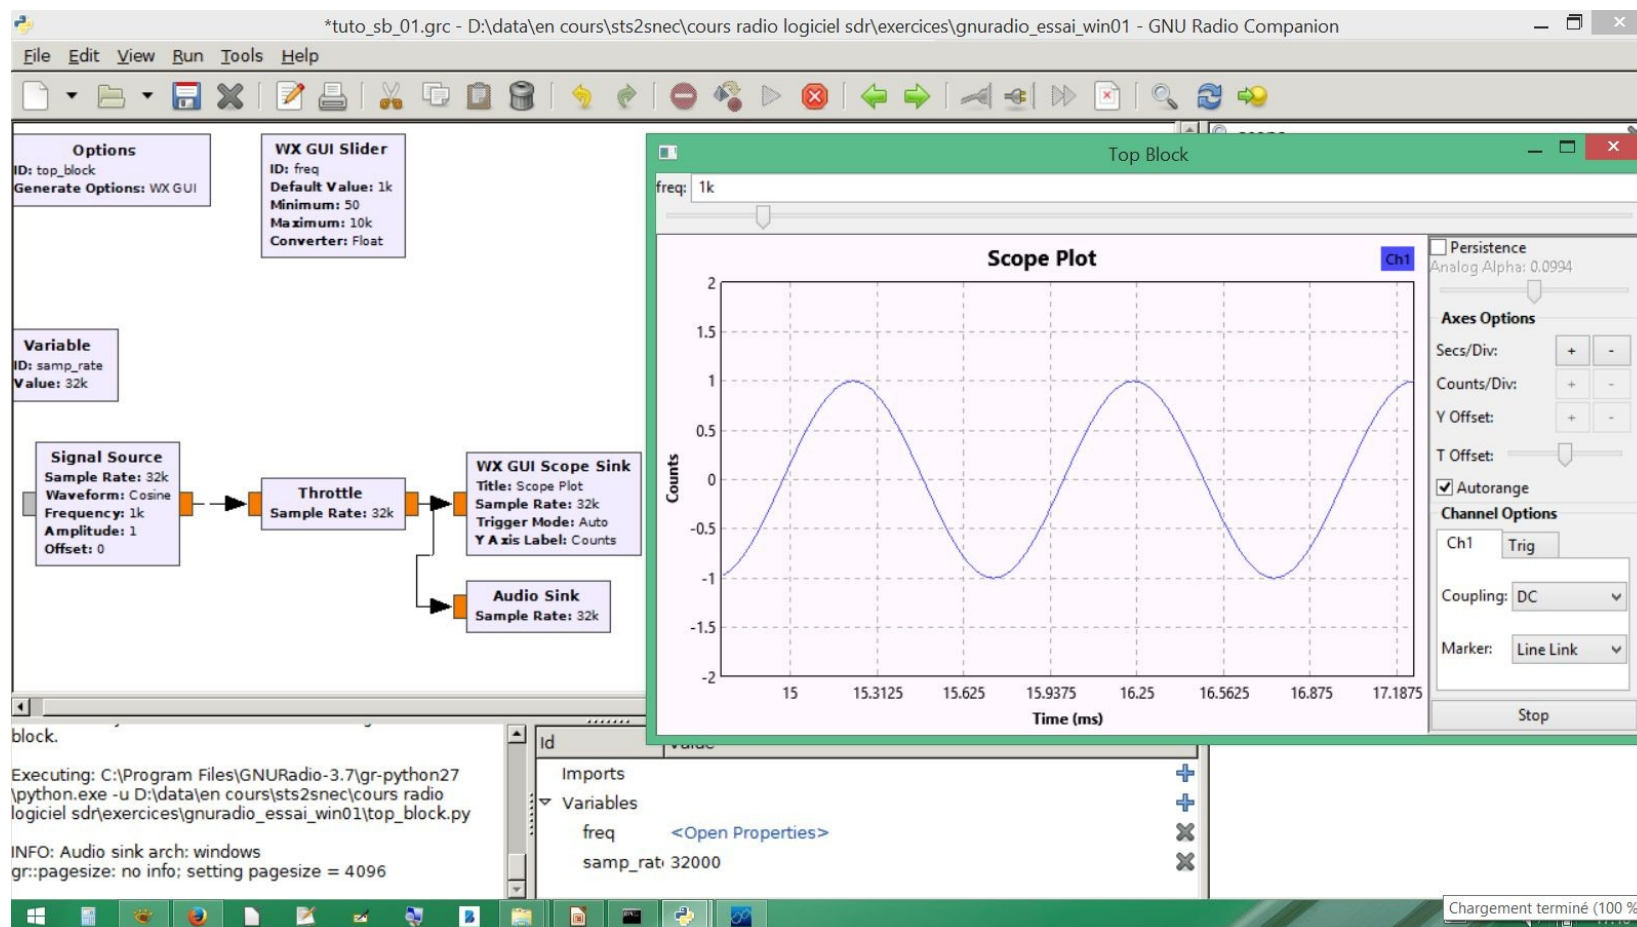 *tuto_sb_01.grc - D:\data\en cours\sts2snec\cours radio logiciel sdr\exercices\gnuradio_essai_win01 - GNU Radio Companion
File Edit View Run Tools Help
Options
ID: top_block
Generate Options: WX GUI
WX GUI Slider
ID: freq
Default Value: 1k
Minimum: 50
Maximum: 10k
Converter: Float
Variable
ID: samp_rate
Value: 32k
Signal Source
Sample Rate: 32k
Waveform: Cosine
Frequency: 1k
Amplitude: 1
Offset: 0
Throttle
Sample Rate: 32k
WX GUI Scope Sink
Title: Scope Plot
Sample Rate: 32k
Trigger Mode: Auto
Y Axis Label: Counts
Audio Sink
Sample Rate: 32k
Top Block
freq: 1k
Scope Plot
Ch1
2
1.5
1
0.5
0
-0.5
-1
-1.5
-2
Counts
15 15.3125 15.625 15.9375 16.25 16.5625 16.875 17.1875
Time (ms)
Persistence
Analog Alpha: 0.0994
Axes Options
Secs/Div: + -
Counts/Div: + -
Y Offset: + -
T Offset:
Autorange
Channel Options
Ch1 Trig
Coupling: DC
Marker: Line Link
Stop
block.
Executing: C:\Program Files\GNURadio-3.7\gr-python27
\python.exe -u D:\data\en cours\sts2snec\cours radio
logiciel sdr\exercices\gnuradio_essai_win01\top_block.py
INFO: Audio sink arch: windows
gr::pagesize: no info; setting pagesize = 4096
Id
Imports
Variables
freq <Open Properties>
samp_rat 32000
Chargement terminé (100 %